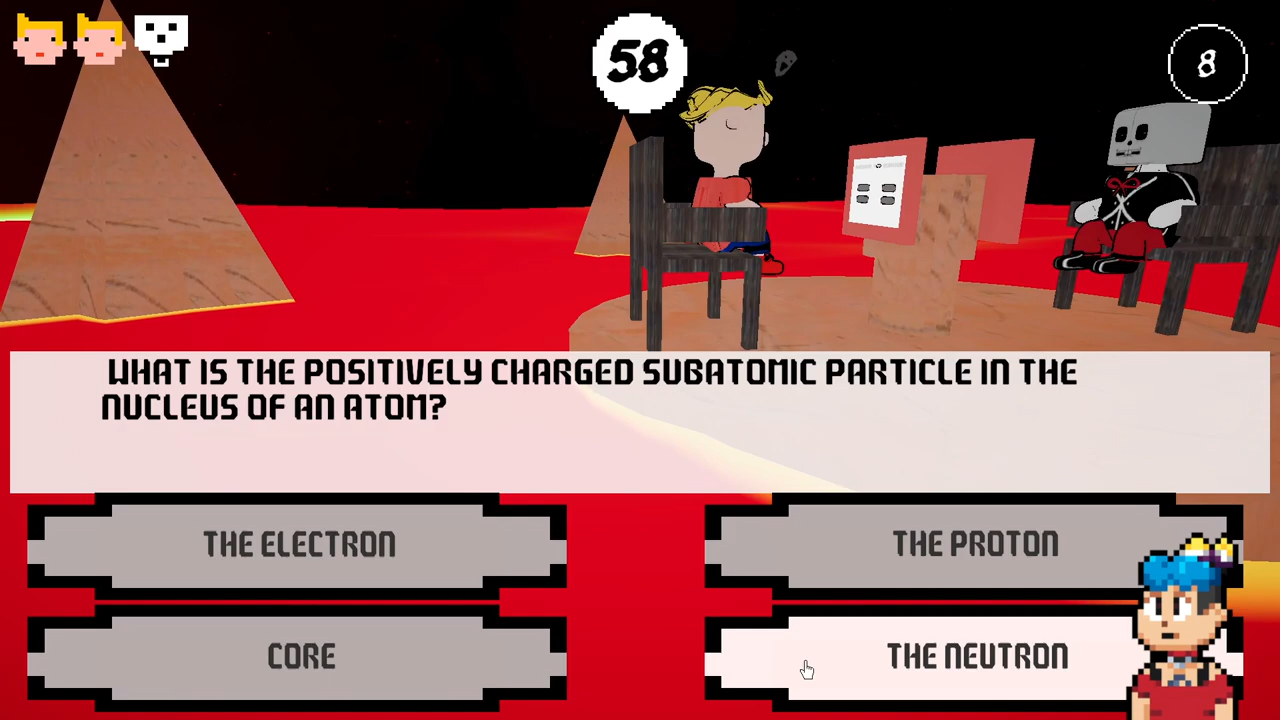 58
8
WHAT IS THE POSITIVELY CHARGED SUBATOMIC PARTICLE IN THE
NUCLEUS OF AN ATOM?
THE ELECTRON
THE PROTON
CORE
THE NEUTRON